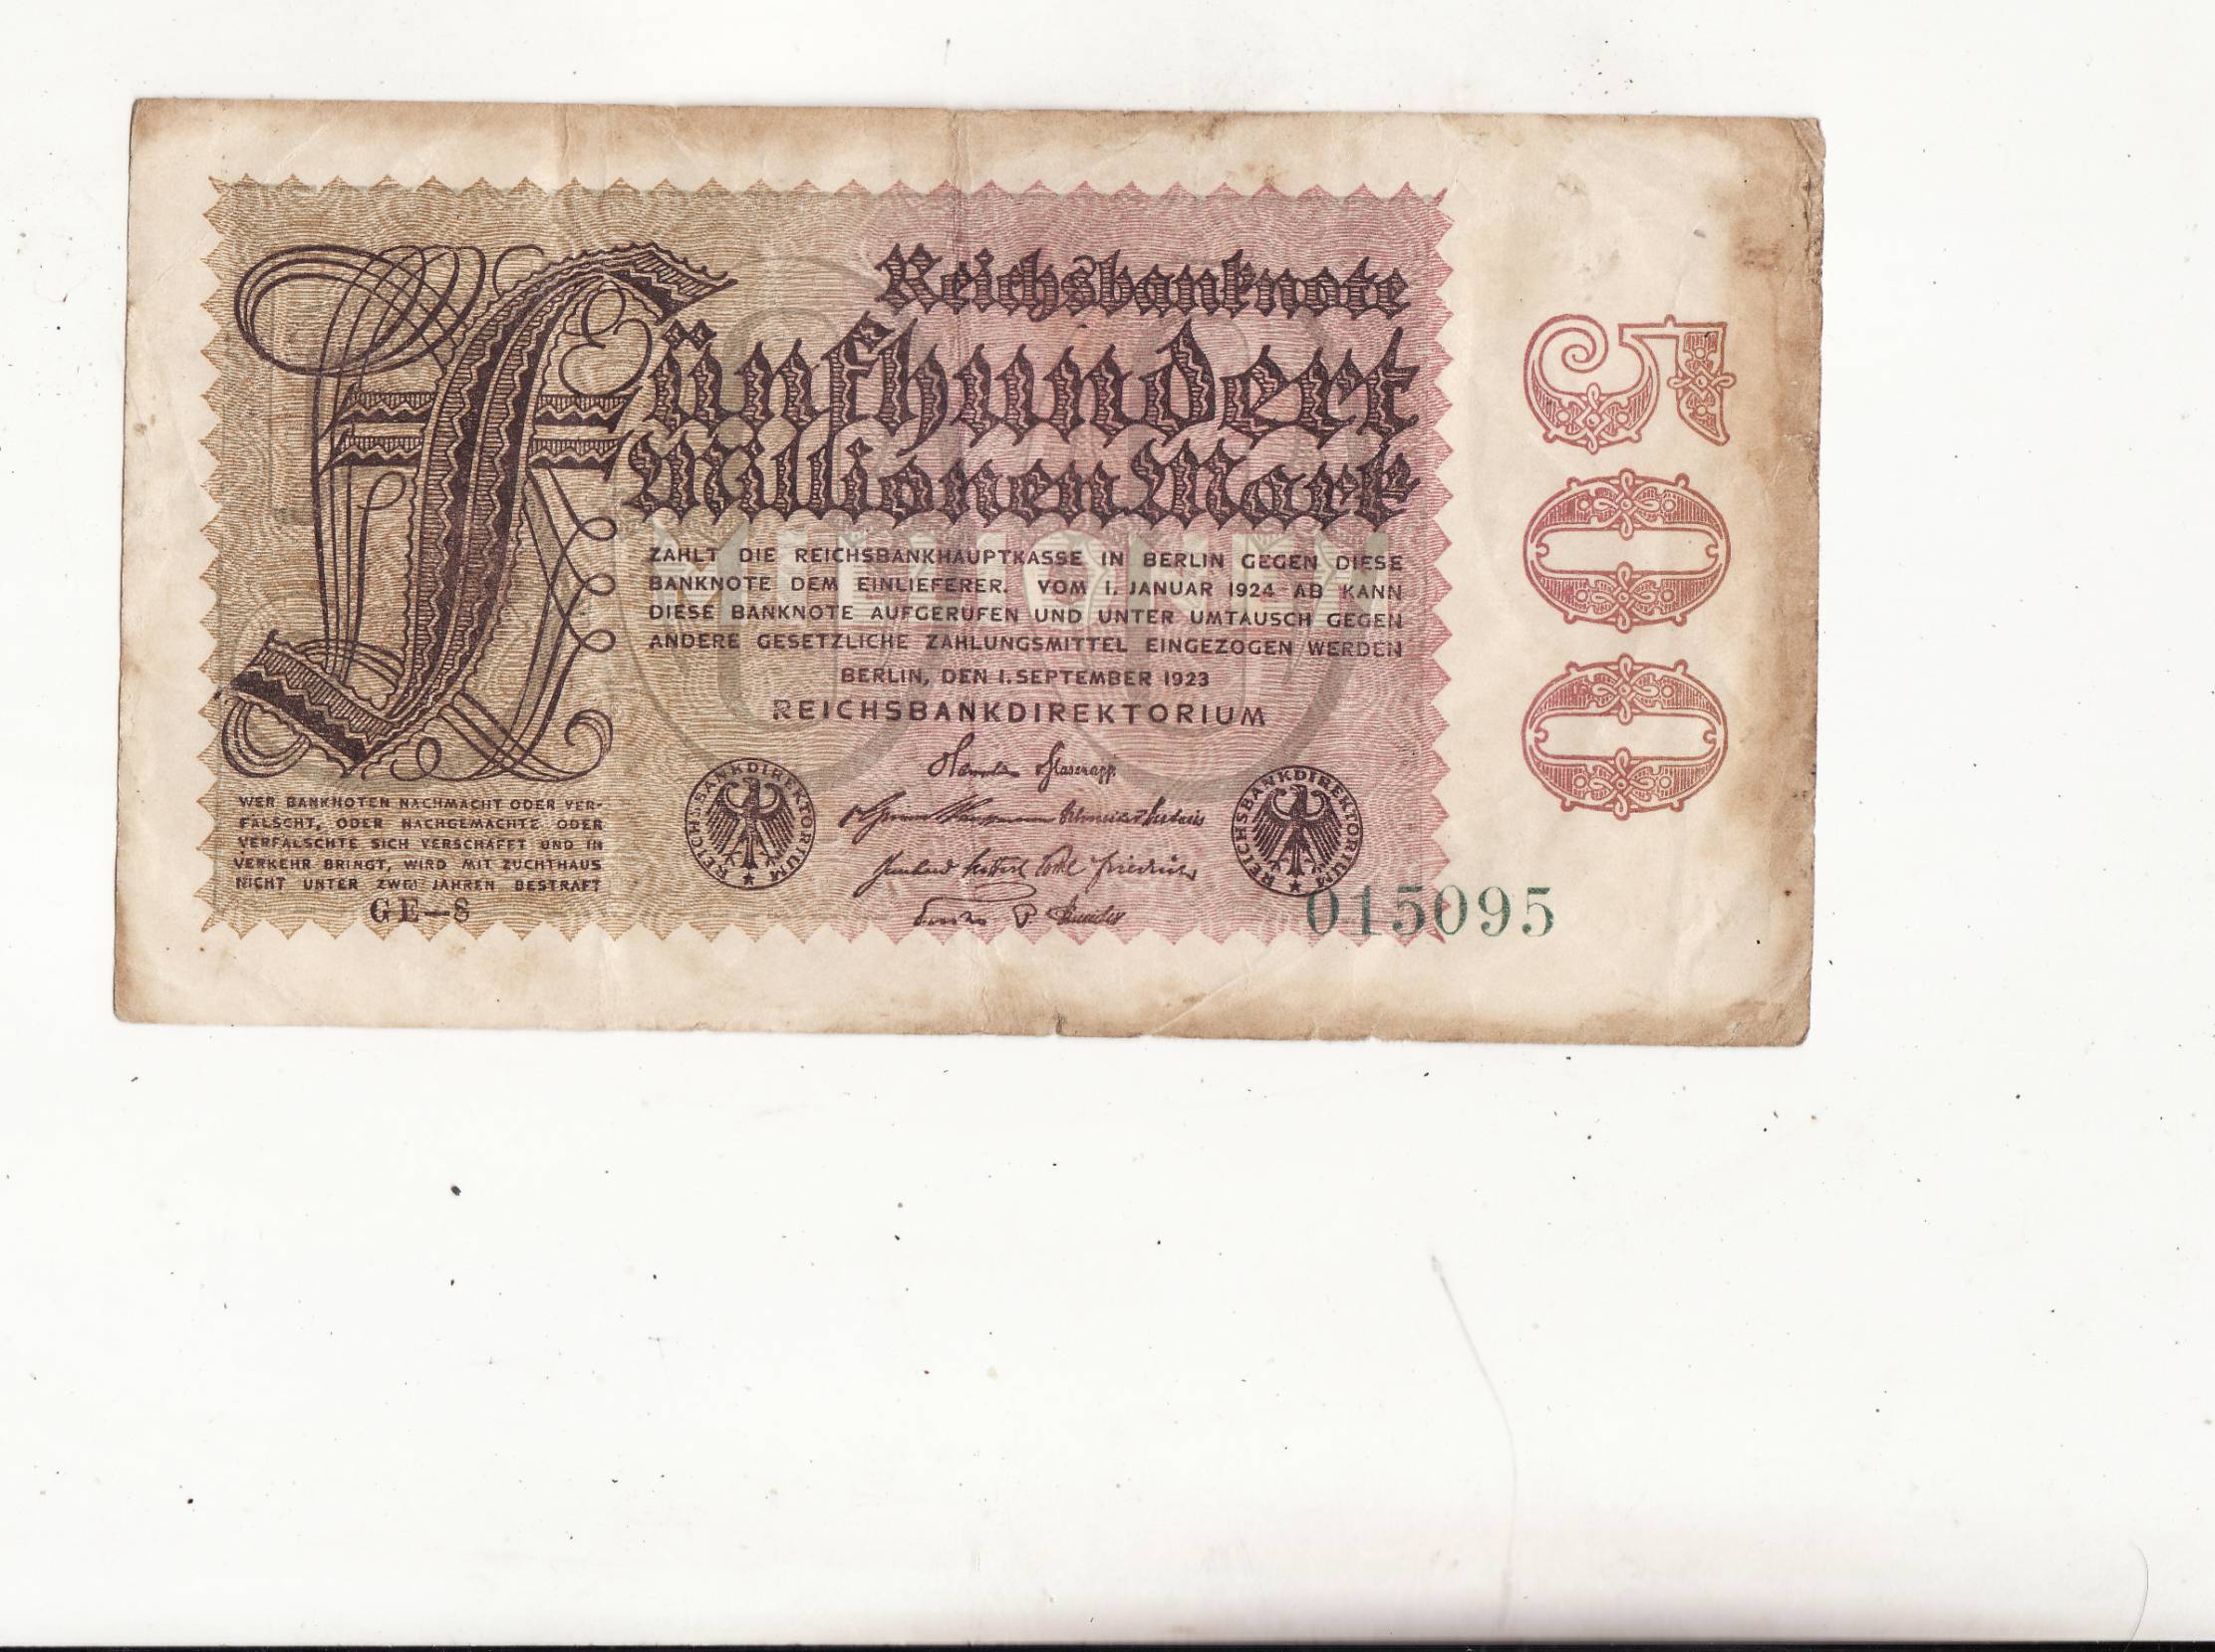 Reichsbanknote
Fünfhundert
Millionen Mark
500
MILLIONEN
ZAHLT DIE REICHSBANKHAUPTKASSE IN BERLIN GEGEN DIESE
BANKNOTE DEM EINLIEFERER. VOM 1. JANUAR 1924 AB KANN
DIESE BANKNOTE AUFGERUFEN UND UNTER UMTAUSCH GEGEN
ANDERE GESETZLICHE ZAHLUNGSMITTEL EINGEZOGEN WERDEN
BERLIN, DEN 1. SEPTEMBER 1923
REICHSBANKDIREKTORIUM
REICHSBANKDIREKTORIUM
REICHSBANKDIREKTORIUM
WER BANKNOTEN NACHMACHT ODER VER-
FÄLSCHT, ODER NACHGEMACHTE ODER
VERFÄLSCHTE SICH VERSCHAFFT UND IN
VERKEHR BRINGT, WIRD MIT ZUCHTHAUS
NICHT UNTER ZWEI JAHREN BESTRAFT
GE—8
015095
500